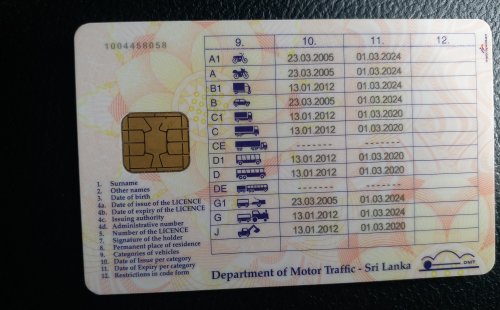 1004458058
9. 10. 11. 12.
A1 23.03.2005 01.03.2024
A 23.03.2005 01.03.2024
B1 13.01.2012 01.03.2024
B 23.03.2005 01.03.2024
C1 13.01.2012 01.03.2020
C 13.01.2012 01.03.2020
CE ------- -------
D1 13.01.2012 01.03.2020
D 13.01.2012 01.03.2020
DE ------- -------
G1 23.03.2005 01.03.2024
G 13.01.2012 01.03.2024
J 13.01.2012 01.03.2020
1. Surname
2. Other names
3. Date of birth
4a. Date of issue of the LICENCE
4b. Date of expiry of the LICENCE
4c. Issuing authority
4d. Administrative number
5. Number of the LICENCE
7. Signature of the holder
8. Permanent place of residence
9. Categories of vehicles
10. Date of Issue per category
11. Date of Expiry per category
12. Restrictions in code form
Department of Motor Traffic - Sri Lanka
DMT